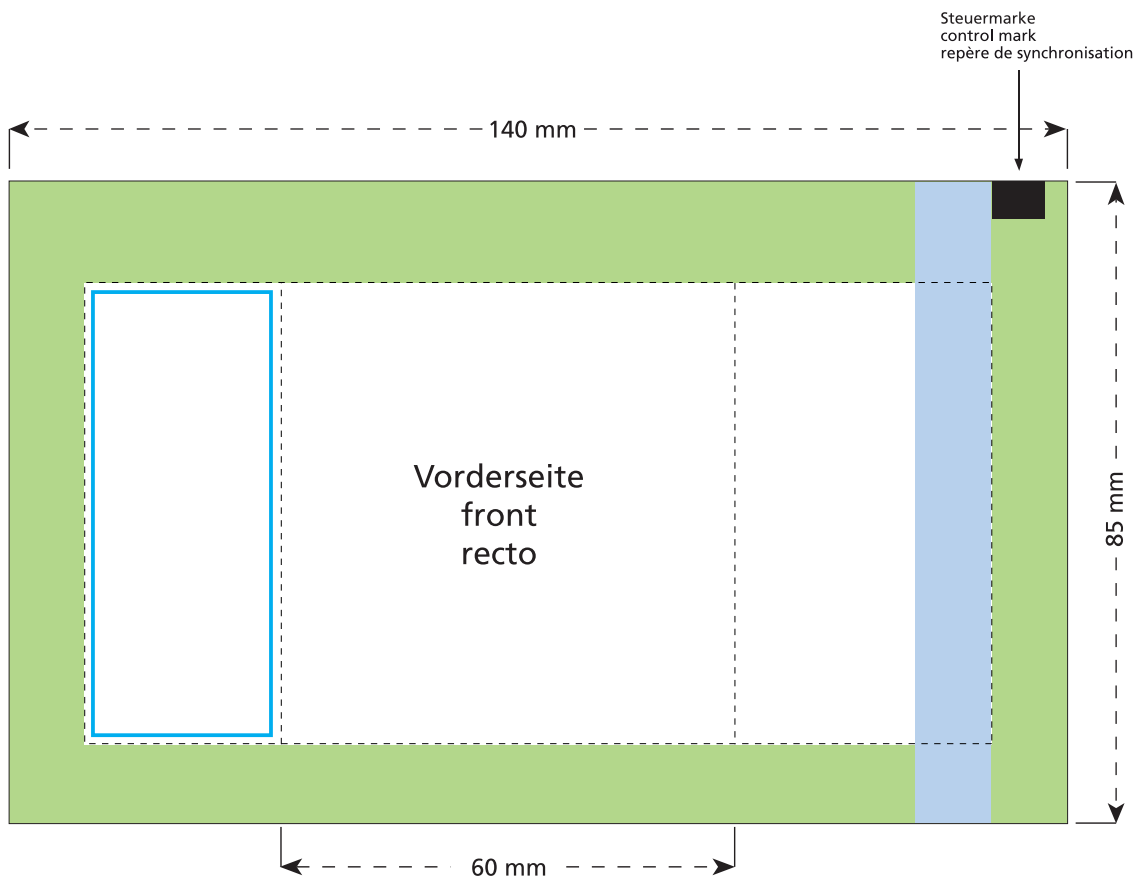 Steuermarke
control mark
repère de synchronisation
140 mm
Vorderseite
front
recto
85 mm
60 mm